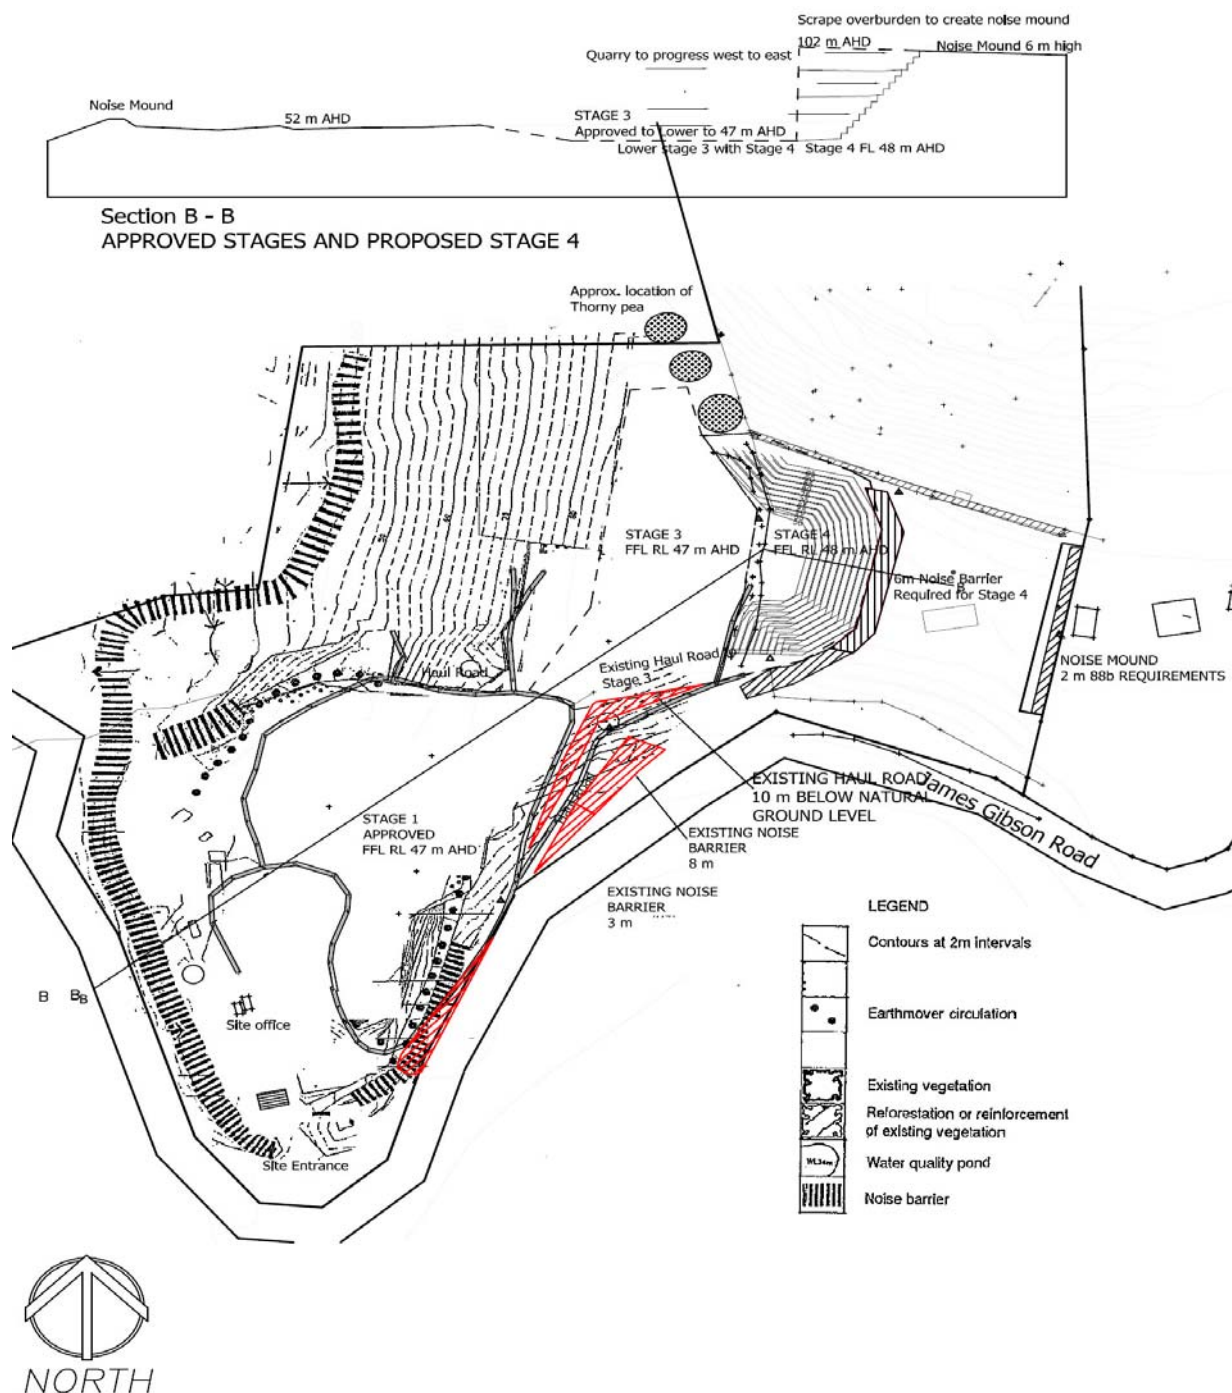 Scrape overburden to create noise mound
102 m AHD
Noise Mound 6 m high
Quarry to progress west to east
Noise Mound
52 m AHD
STAGE 3
Approved to Lower to 47 m AHD
Lower stage 3 with Stage 4
Stage 4 FL 48 m AHD
Section B - B
APPROVED STAGES AND PROPOSED STAGE 4
Approx. location of
Thorny pea
STAGE 3
FFL RL 47 m AHD
STAGE 4
FFL RL 48 m AHD
6m Noise Barrier
Required for Stage 4
B
Haul Road
Existing Haul Road
Stage 3
NOISE MOUND
2 m 88b REQUIREMENTS
EXISTING HAUL ROAD
10 m BELOW NATURAL
GROUND LEVEL
James Gibson Road
STAGE 1
APPROVED
FFL RL 47 m AHD
EXISTING NOISE
BARRIER
8 m
EXISTING NOISE
BARRIER
3 m
B
B
B
Site office
Site Entrance
LEGEND
Contours at 2m intervals
Earthmover circulation
Existing vegetation
Reforestation or reinforcement
of existing vegetation
Water quality pond
Noise barrier
NORTH